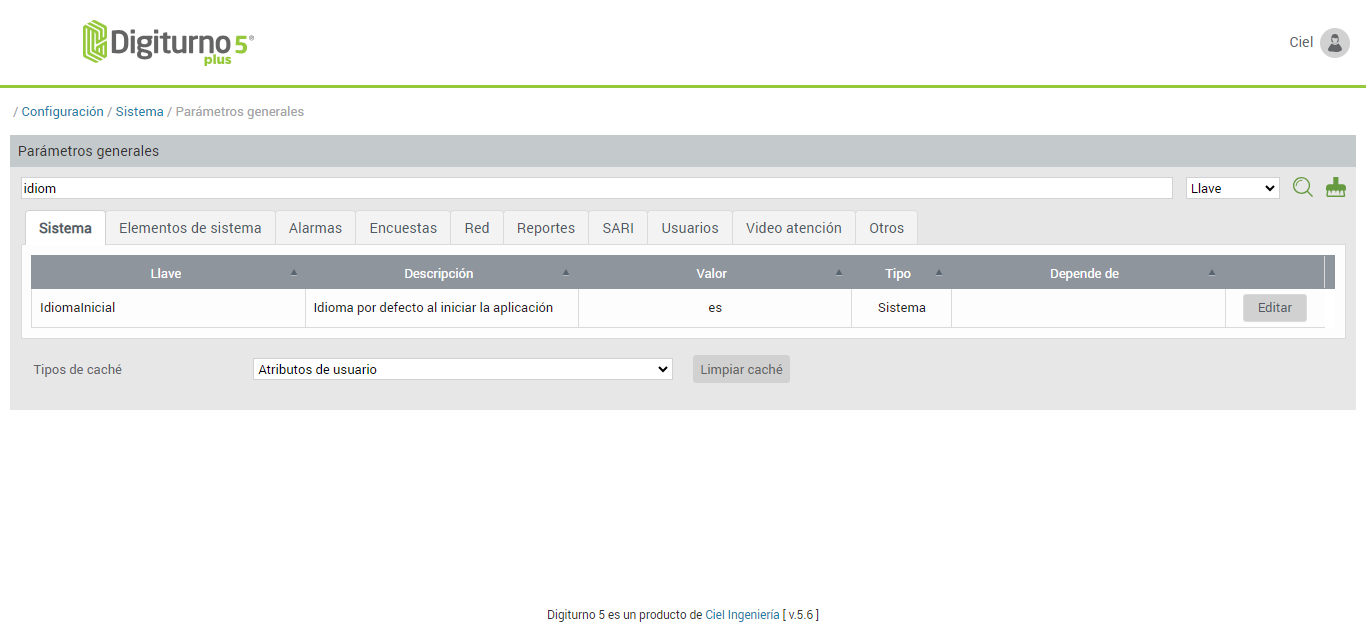 Digiturno 5®
plus
Ciel
/ Configuración / Sistema / Parámetros generales
Parámetros generales
idiom
Llave
Sistema Elementos de sistema Alarmas Encuestas Red Reportes SARI Usuarios Video atención Otros
Llave Descripción Valor Tipo Depende de
IdiomaInicial Idioma por defecto al iniciar la aplicación es Sistema Editar
Tipos de caché Atributos de usuario Limpiar caché
Digiturno 5 es un producto de Ciel Ingeniería [ v.5.6 ]